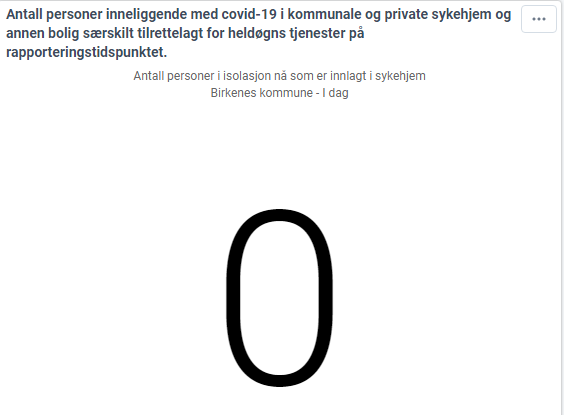 Antall personer inneliggende med covid-19 i kommunale og private sykehjem og
annen bolig særskilt tilrettelagt for heldøgns tjenester på
rapporteringstidspunktet.
Antall personer i isolasjon nå som er innlagt i sykehjem
Birkenes kommune - I dag
0